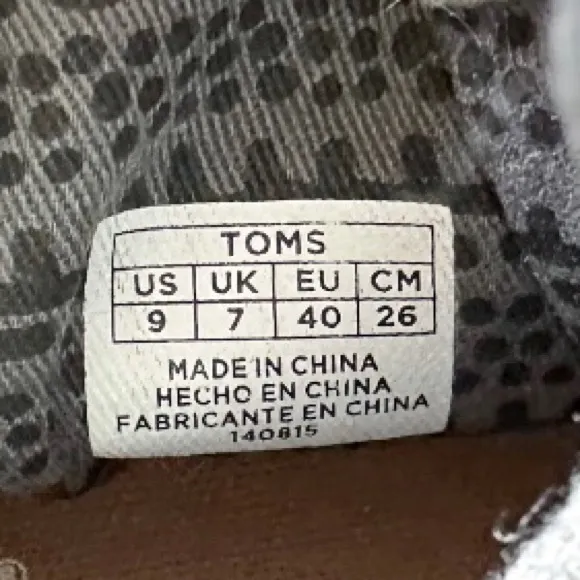 TOMS
US UK EU CM
9 7 40 26
MADE IN CHINA
HECHO EN CHINA
FABRICANTE EN CHINA
140815